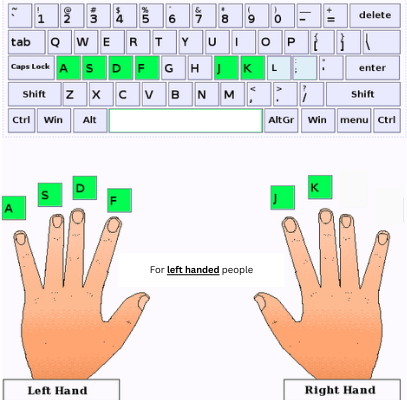 ~ ` ! 1 @ 2 # 3 $ 4 % 5 ^ 6 & 7 * 8 ( 9 ) 0 — – + = delete
tab Q W E R T Y U I O P { [ } ] | \
Caps Lock A S D F G H J K L : ; " ' enter
Shift Z X C V B N M < , > . ? / Shift
Ctrl Win Alt AltGr Win menu Ctrl
A S D F J K
For left handed people
Left Hand Right Hand